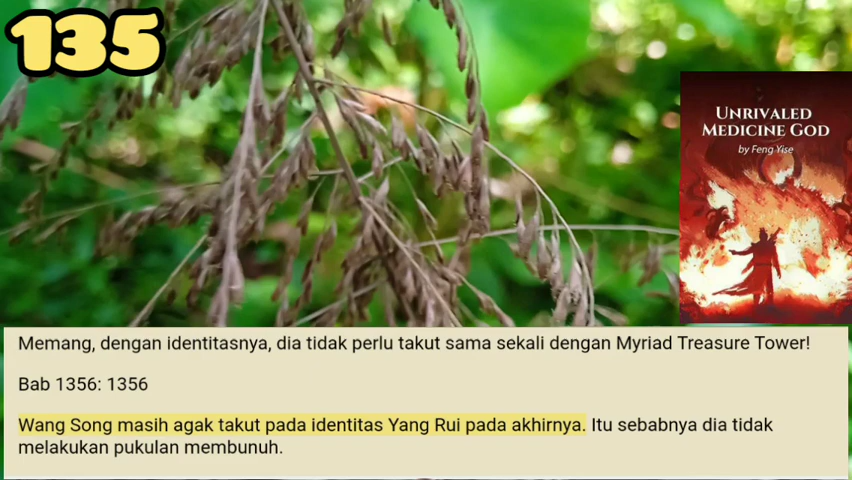 135
UNRIVALED
MEDICINE GOD
by Feng Yise
Memang, dengan identitasnya, dia tidak perlu takut sama sekali dengan Myriad Treasure Tower!
Bab 1356: 1356
Wang Song masih agak takut pada identitas Yang Rui pada akhirnya. Itu sebabnya dia tidak
melakukan pukulan membunuh.